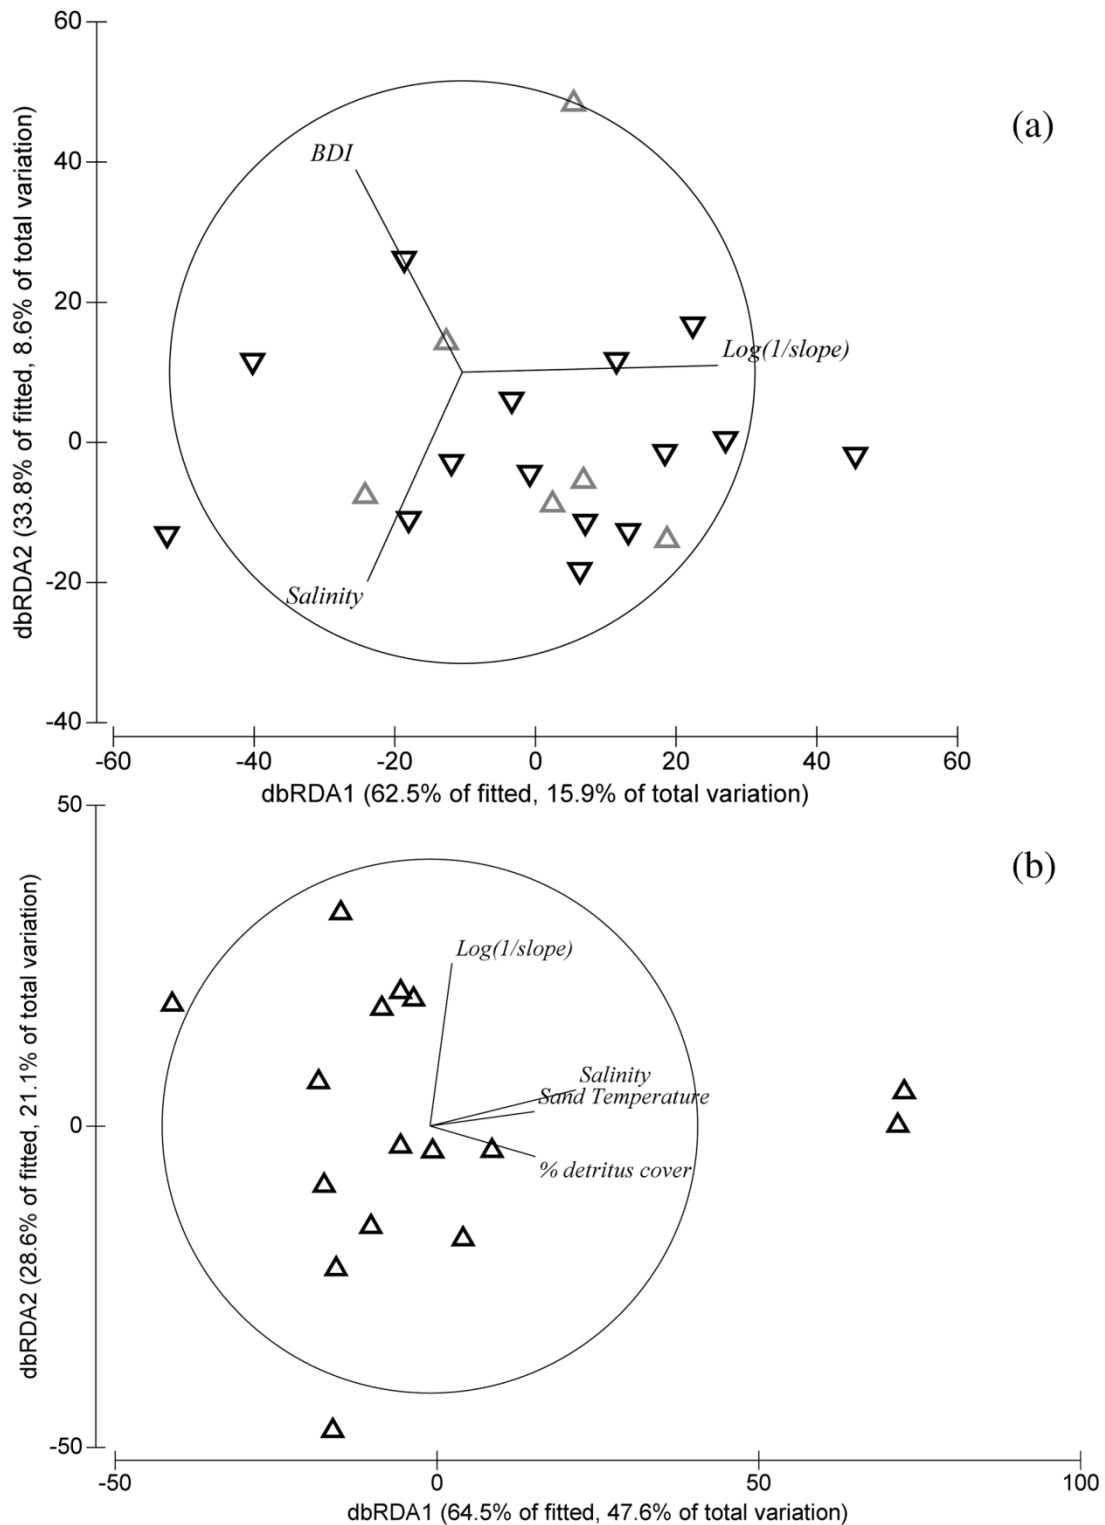 60
(a)
BDI
40
20
Log(1/slope)
0
-20
Salinity
-40
dbRDA2 (33.8% of fitted, 8.6% of total variation)
-60 -40 -20 0 20 40 60
dbRDA1 (62.5% of fitted, 15.9% of total variation)
50
(b)
Log(1/slope)
Salinity
Sand Temperature
0
% detritus cover
-50
dbRDA2 (28.6% of fitted, 21.1% of total variation)
-50 0 50 100
dbRDA1 (64.5% of fitted, 47.6% of total variation)